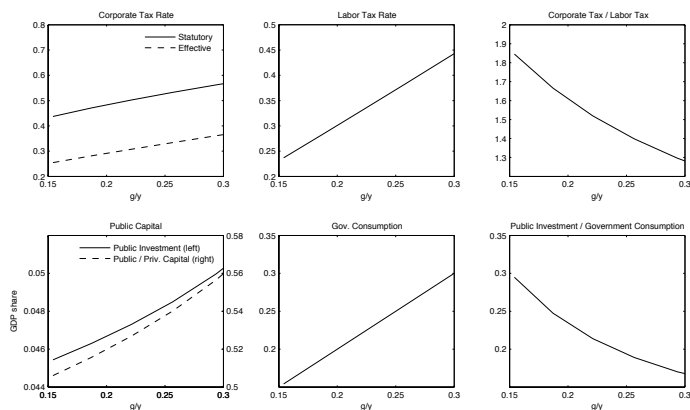 Corporate Tax Rate
0.8
0.7
0.6
0.5
0.4
0.3
0.2
Statutory
Effective
0.15 0.2 0.25 0.3
g/y
Labor Tax Rate
0.5
0.45
0.4
0.35
0.3
0.25
0.2
0.15 0.2 0.25 0.3
g/y
Corporate Tax / Labor Tax
2
1.9
1.8
1.7
1.6
1.5
1.4
1.3
0.15 0.2 0.25 0.3
g/y
Public Capital
GDP share
0.05
0.048
0.046
0.044
Public Investment (left)
Public / Priv. Capital (right)
0.58
0.56
0.54
0.52
0.5
0.15 0.2 0.25 0.3
g/y
Gov. Consumption
0.35
0.3
0.25
0.2
0.15 0.2 0.25 0.3
g/y
Public Investment / Government Consumption
0.35
0.3
0.25
0.2
0.15 0.2 0.25 0.3
g/y